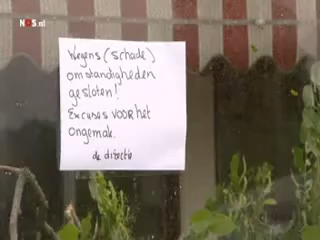 NOS.nl
Wegens (schade)
omstandigheden
gesloten!
Excuses voor het
ongemak.
de directie